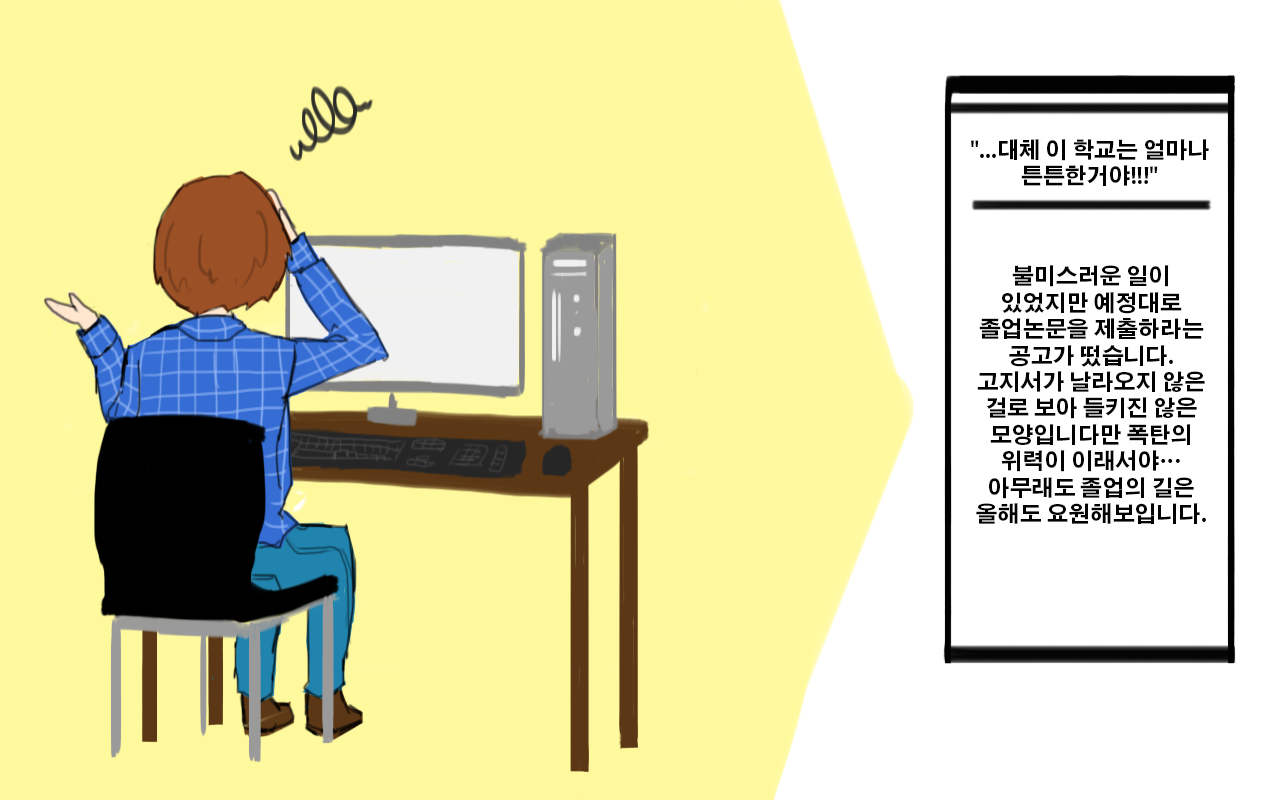 "...대체 이 학교는 얼마나
튼튼한거야!!!"
불미스러운 일이
있었지만 예정대로
졸업논문을 제출하라는
공고가 떴습니다.
고지서가 날라오지 않은
걸로 보아 들키진 않은
모양입니다만 폭탄의
위력이 이래서야…
아무래도 졸업의 길은
올해도 요원해보입니다.